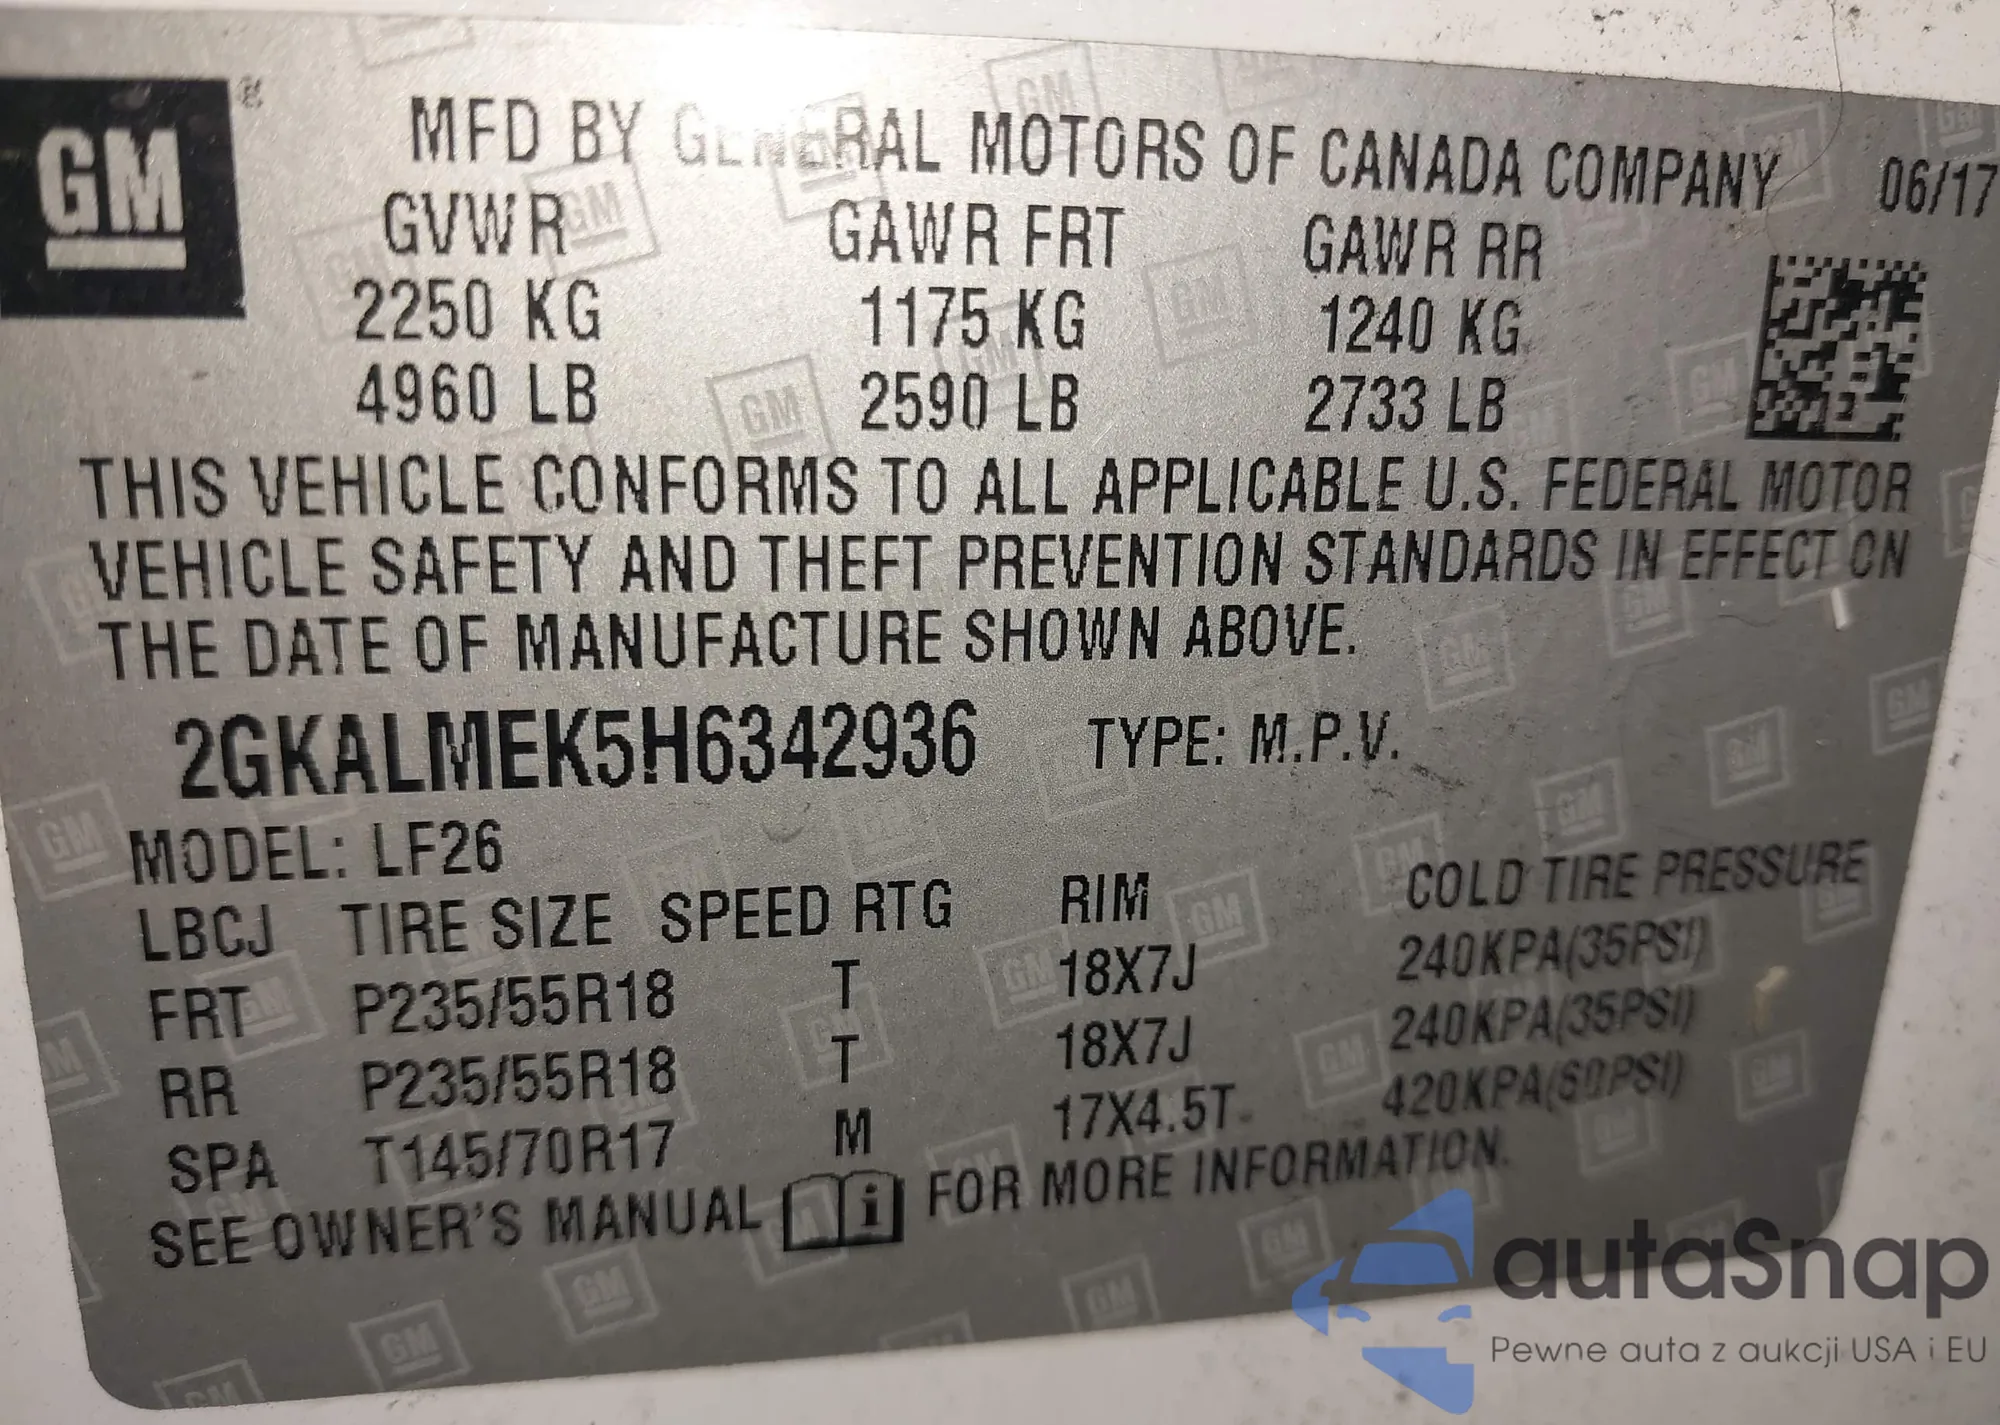 GM®
MFD BY GENERAL MOTORS OF CANADA COMPANY 06/17
GVWR GAWR FRT GAWR RR
2250 KG 1175 KG 1240 KG
4960 LB 2590 LB 2733 LB
THIS VEHICLE CONFORMS TO ALL APPLICABLE U.S. FEDERAL MOTOR
VEHICLE SAFETY AND THEFT PREVENTION STANDARDS IN EFFECT ON
THE DATE OF MANUFACTURE SHOWN ABOVE.
2GKALMEK5H6342936 TYPE: M.P.V.
MODEL: LF26
LBCJ TIRE SIZE SPEED RTG RIM COLD TIRE PRESSURE
FRT P235/55R18 T 18X7J 240KPA(35PSI)
RR P235/55R18 T 18X7J 240KPA(35PSI)
SPA T145/70R17 M 17X4.5T 420KPA(60PSI)
SEE OWNER'S MANUAL i FOR MORE INFORMATION.
autaSnap
Pewne auta z aukcji USA i EU